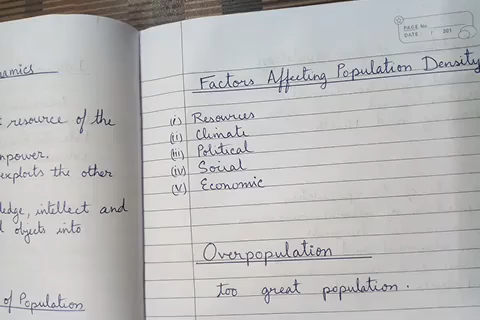 namics
resource of the
npower.
exploits the other
ledge, intellect and
objects into
of Population
PAGE No
DATE : 201
Factors Affecting Population Density
(i) Resources
(ii) Climate
(iii) Political
(iv) Social
(v) Economic
Overpopulation
too great population.